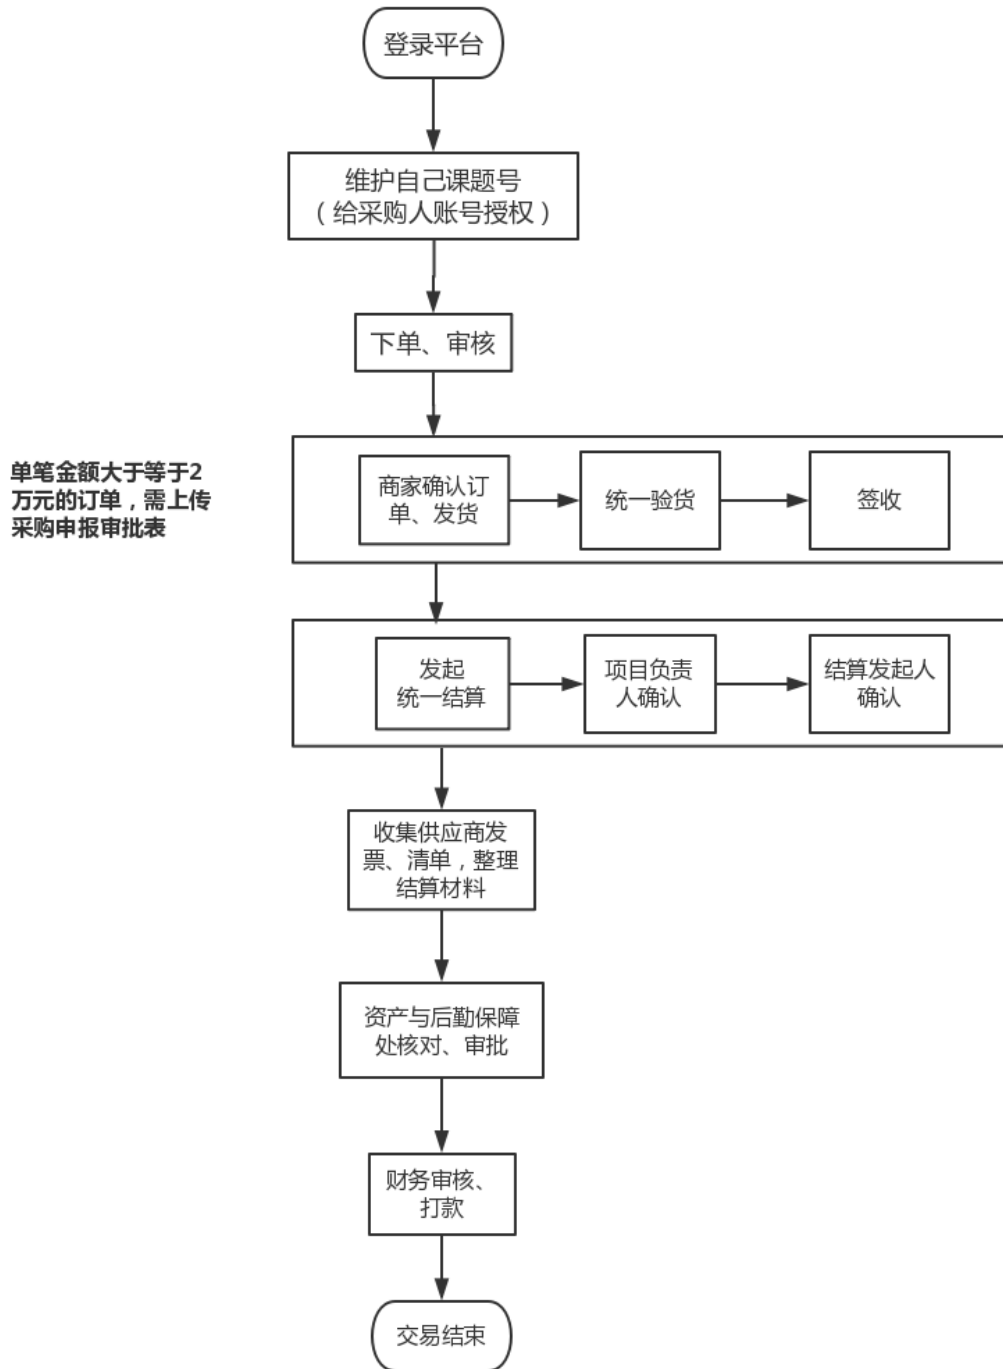 登录平台
维护自己课题号
（给采购人账号授权）
下单、审核
单笔金额大于等于2
万元的订单，需上传
采购申报审批表
商家确认订
单、发货
统一验货
签收
发起
统一结算
项目负责
人确认
结算发起人
确认
收集供应商发
票、清单，整理
结算材料
资产与后勤保障
处核对、审批
财务审核、
打款
交易结束